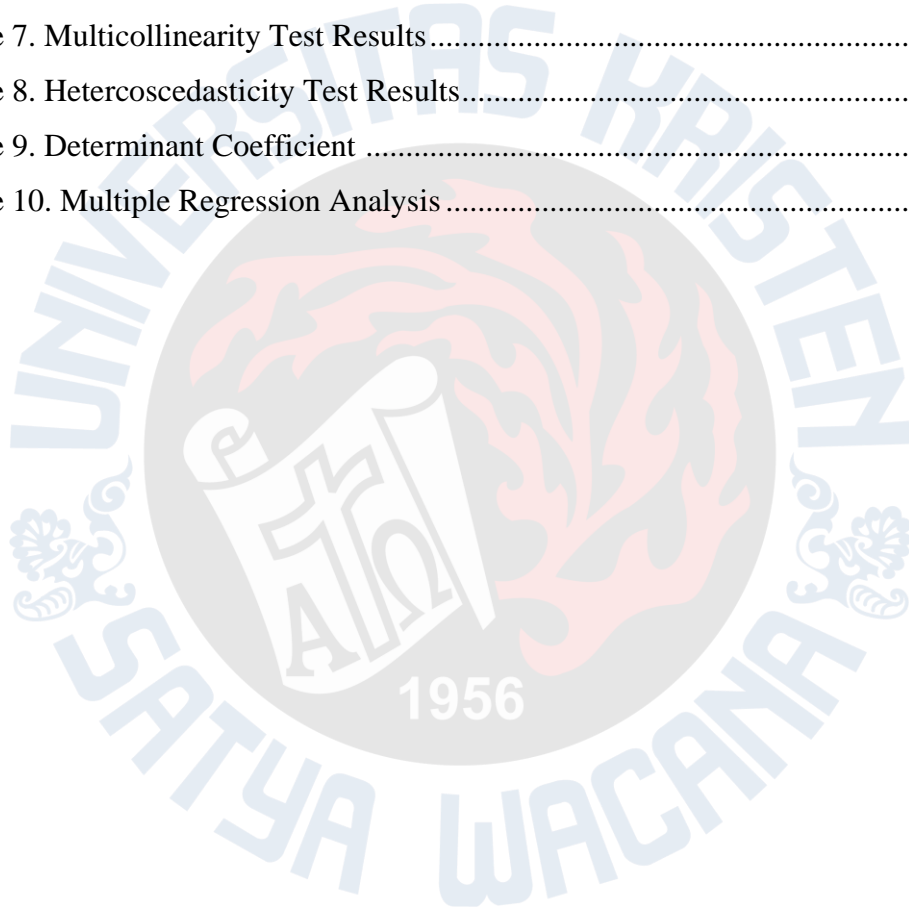 e 7. Multicollinearity Test Results ........................................................
e 8. Hetercoscedasticity Test Results ........................................................
e 9. Determinant Coefficient ........................................................
e 10. Multiple Regression Analysis ........................................................
UNIVERSITAS KRISTEN
ΑΩ
1956
SATYA WACANA